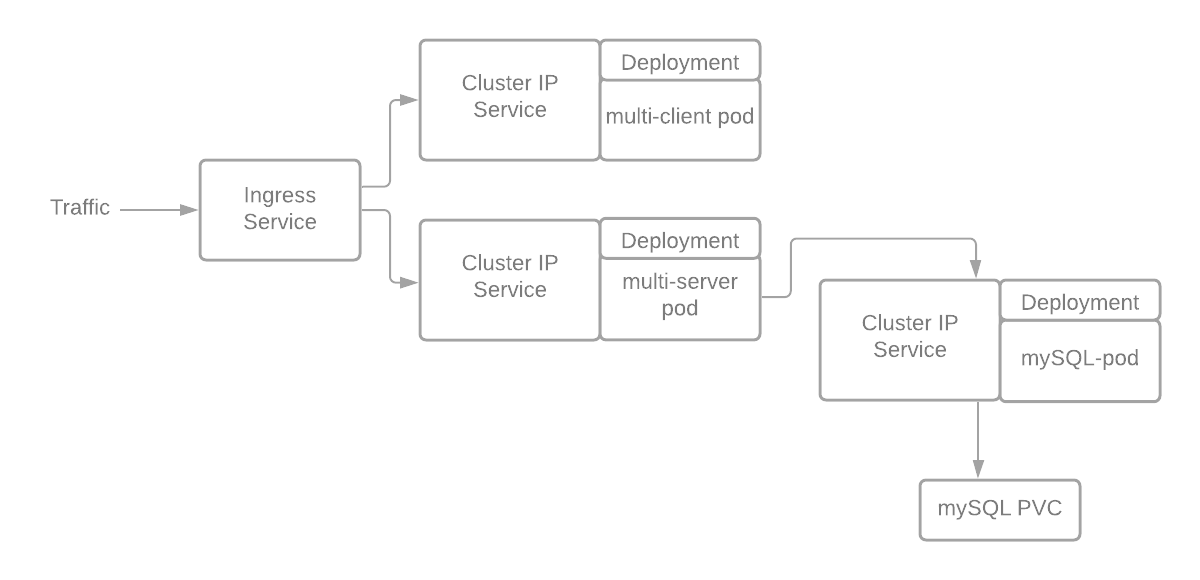 Traffic
Ingress
Service
Cluster IP
Service
Deployment
multi-client pod
Cluster IP
Service
Deployment
multi-server
pod
Cluster IP
Service
Deployment
mySQL-pod
mySQL PVC